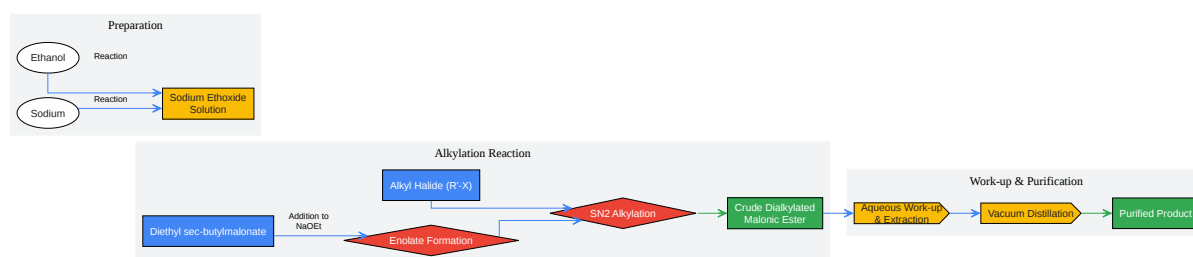 Preparation
Ethanol
Reaction
Reaction
Sodium
Sodium Ethoxide
Solution
Alkylation Reaction
Alkyl Halide (R'-X)
Diethyl sec-butylmalonate
Addition to
NaOEt
Enolate Formation
SN2 Alkylation
Crude Dialkylated
Malonic Ester
Work-up & Purification
Aqueous Work-up
& Extraction
Vacuum Distillation
Purified Product